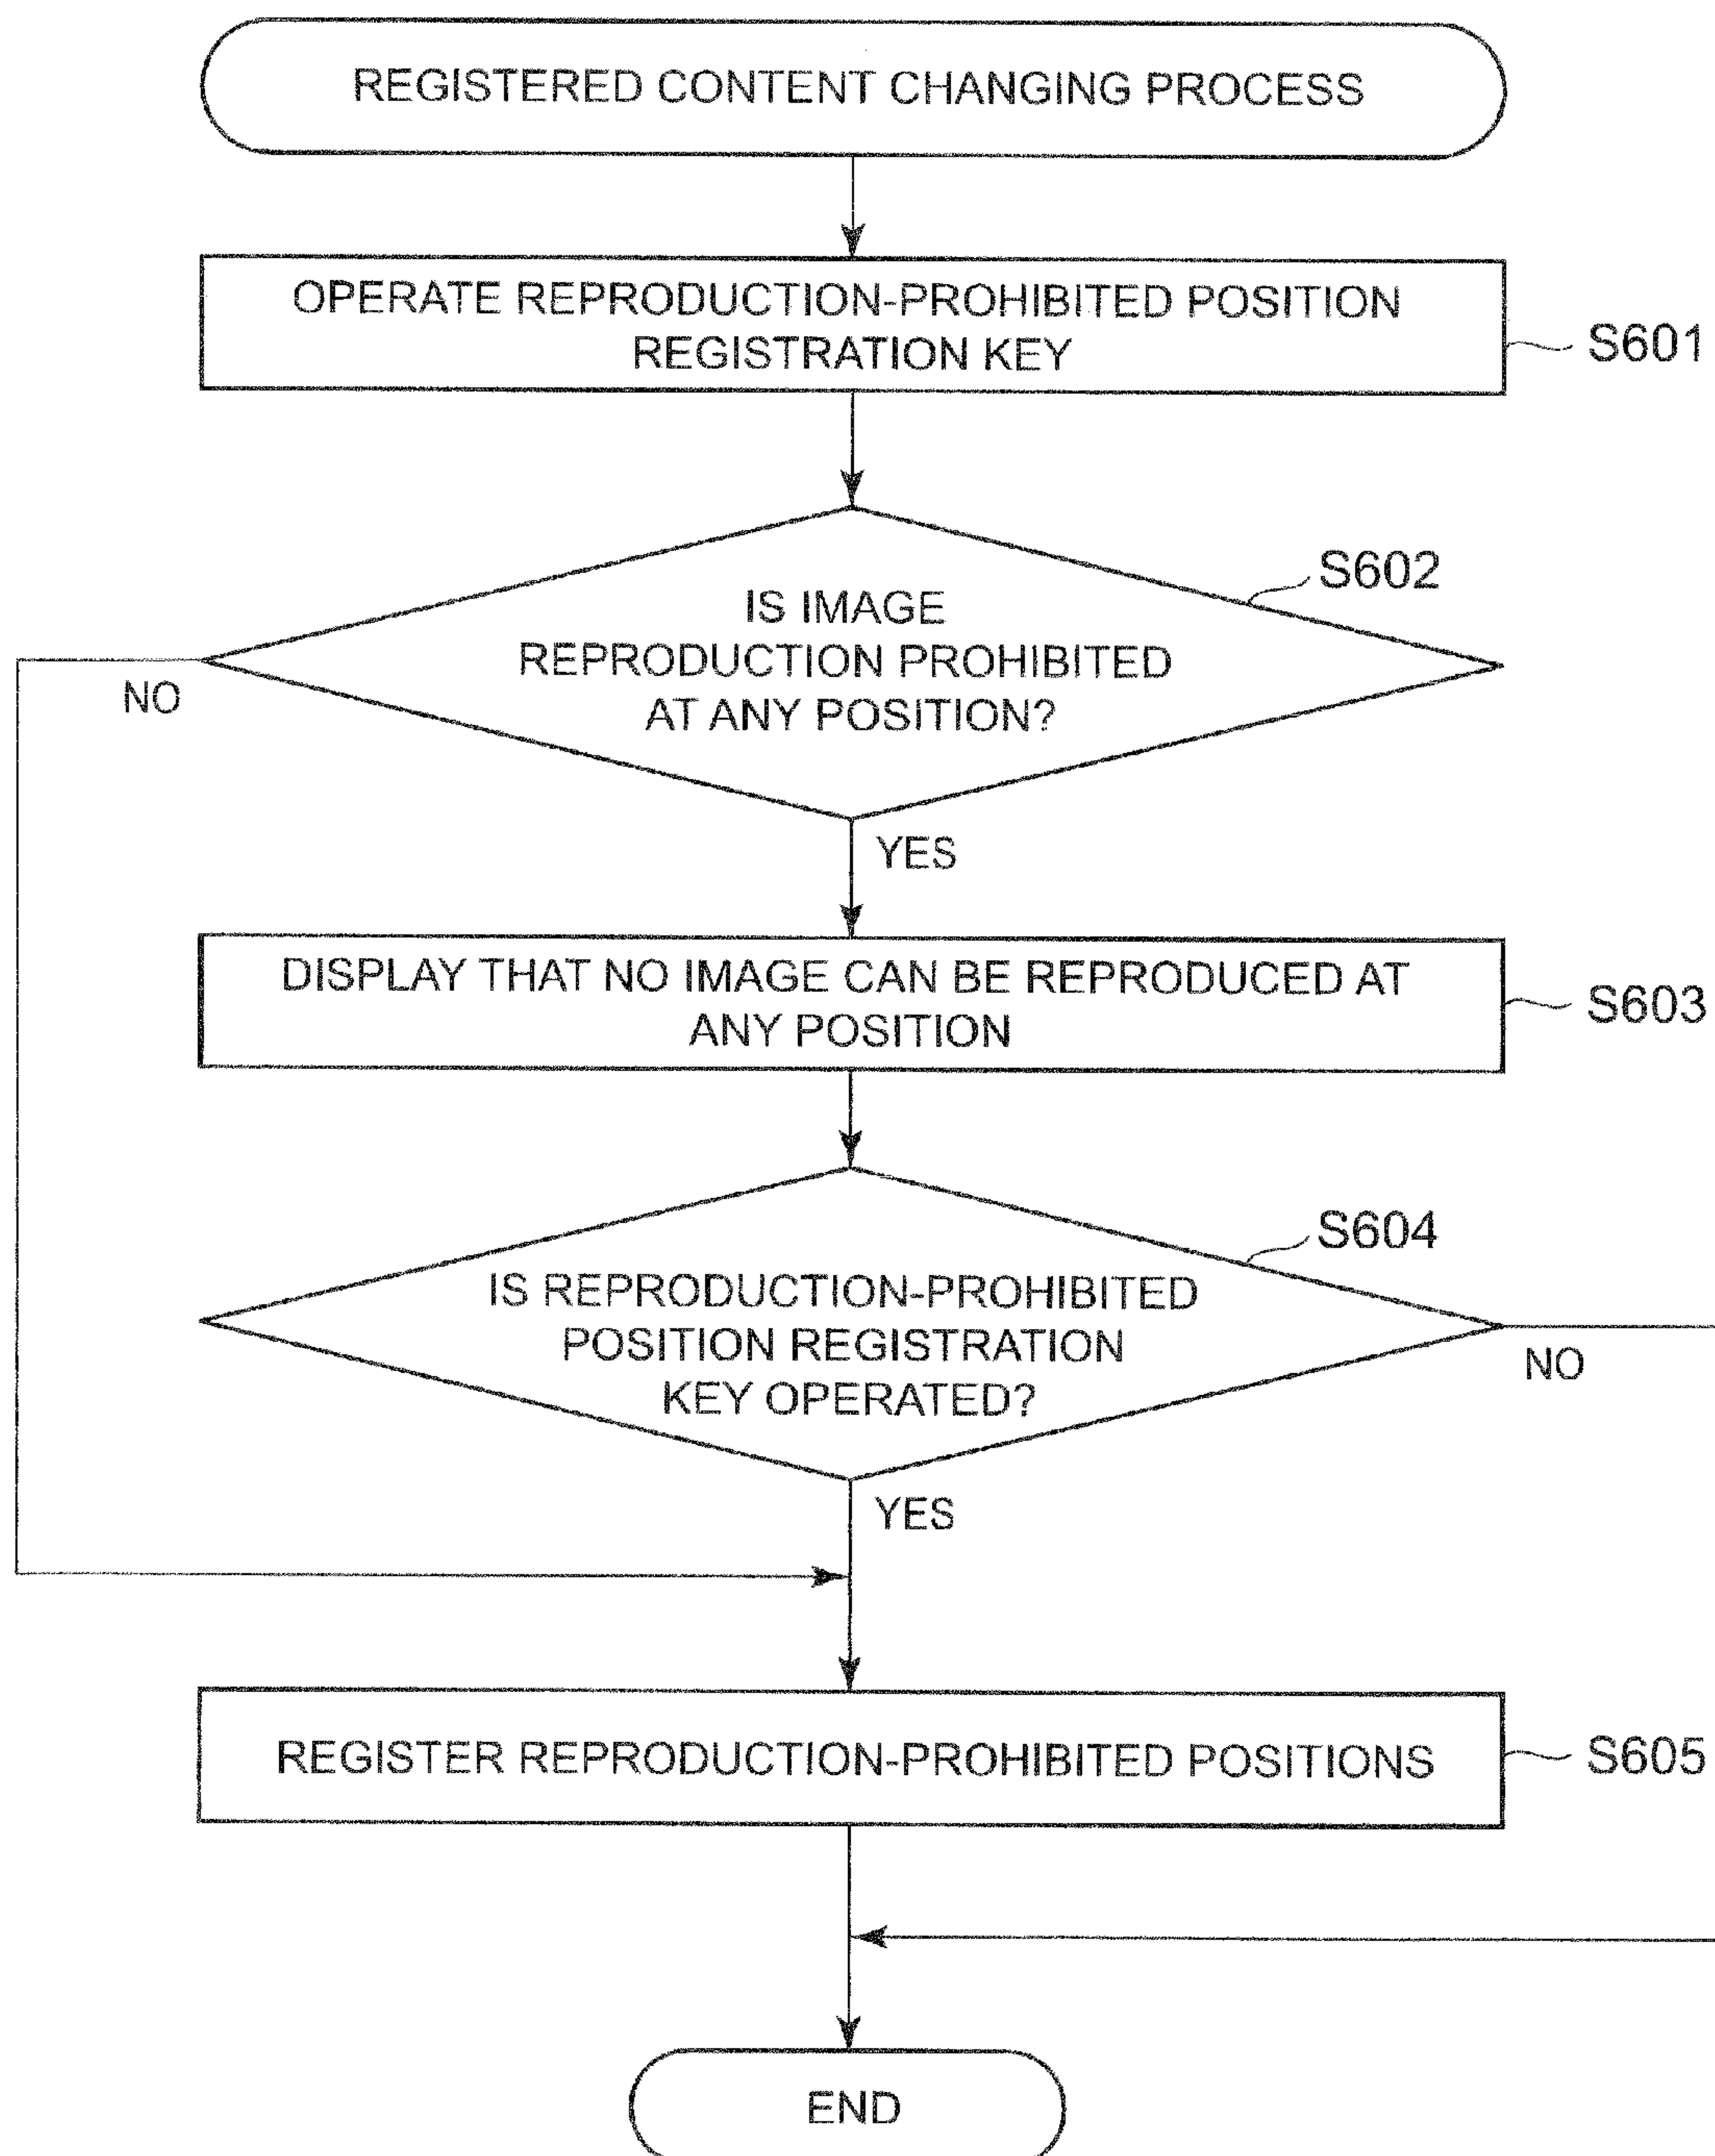 REGISTERED CONTENT CHANGING PROCESS
OPERATE REPRODUCTION-PROHIBITED POSITION
REGISTRATION KEY
S601
S602
IS IMAGE
REPRODUCTION PROHIBITED
AT ANY POSITION?
NO
YES
DISPLAY THAT NO IMAGE CAN BE REPRODUCED AT
ANY POSITION
S603
S604
IS REPRODUCTION-PROHIBITED
POSITION REGISTRATION
KEY OPERATED?
NO
YES
REGISTER REPRODUCTION-PROHIBITED POSITIONS
S605
END